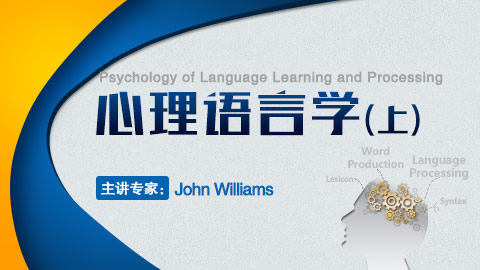 Psychology of Language Learning and Processing
心理语言学(上)
Word
Production
Language
Processing
Lexicon
Syntax
主讲专家：
John Williams